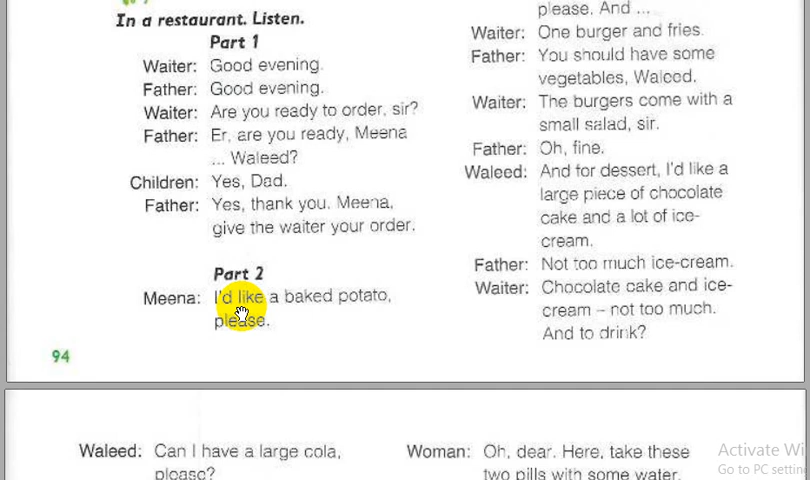 In a restaurant. Listen.
Part 1
Waiter: Good evening.
Father: Good evening.
Waiter: Are you ready to order, sir?
Father: Er, are you ready, Meena
... Waleed?
Children: Yes, Dad.
Father: Yes, thank you. Meena,
give the waiter your order.
Part 2
Meena: I'd like a baked potato,
please.
94
please. And ...
Waiter: One burger and fries.
Father: You should have some
vegetables, Waleed.
Waiter: The burgers come with a
small salad, sir.
Father: Oh, fine.
Waleed: And for dessert, I'd like a
large piece of chocolate
cake and a lot of ice-
cream.
Father: Not too much ice-cream.
Waiter: Chocolate cake and ice-
cream – not too much.
And to drink?
Waleed: Can I have a large cola,
please?
Woman: Oh, dear. Here, take these
two pills with some water.
Activate Wi
Go to PC settin